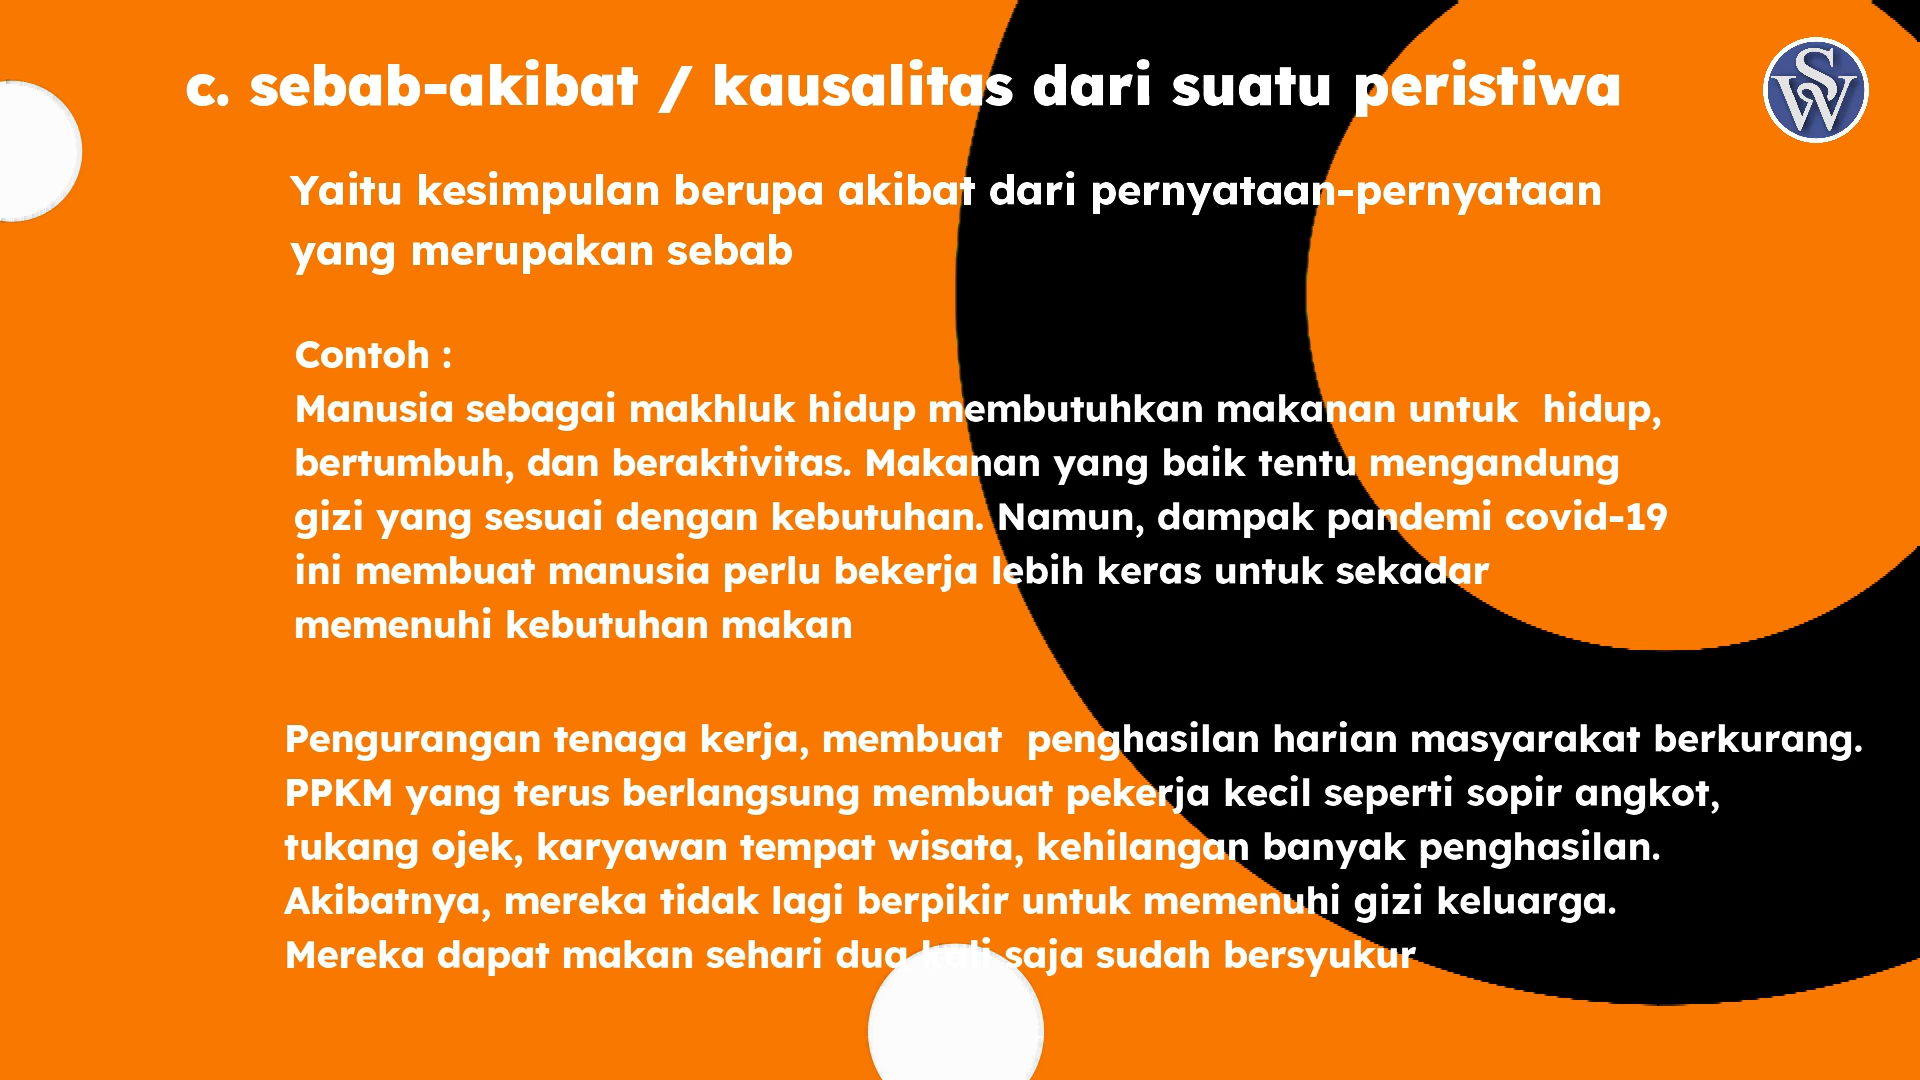 c. sebab-akibat / kausalitas dari suatu peristiwa
SW
Yaitu kesimpulan berupa akibat dari pernyataan-pernyataan
yang merupakan sebab
Contoh :
Manusia sebagai makhluk hidup membutuhkan makanan untuk  hidup,
bertumbuh, dan beraktivitas. Makanan yang baik tentu mengandung
gizi yang sesuai dengan kebutuhan. Namun, dampak pandemi covid-19
ini membuat manusia perlu bekerja lebih keras untuk sekadar
memenuhi kebutuhan makan
Pengurangan tenaga kerja, membuat  penghasilan harian masyarakat berkurang.
PPKM yang terus berlangsung membuat pekerja kecil seperti sopir angkot,
tukang ojek, karyawan tempat wisata, kehilangan banyak penghasilan.
Akibatnya, mereka tidak lagi berpikir untuk memenuhi gizi keluarga.
Mereka dapat makan sehari dua kali saja sudah bersyukur